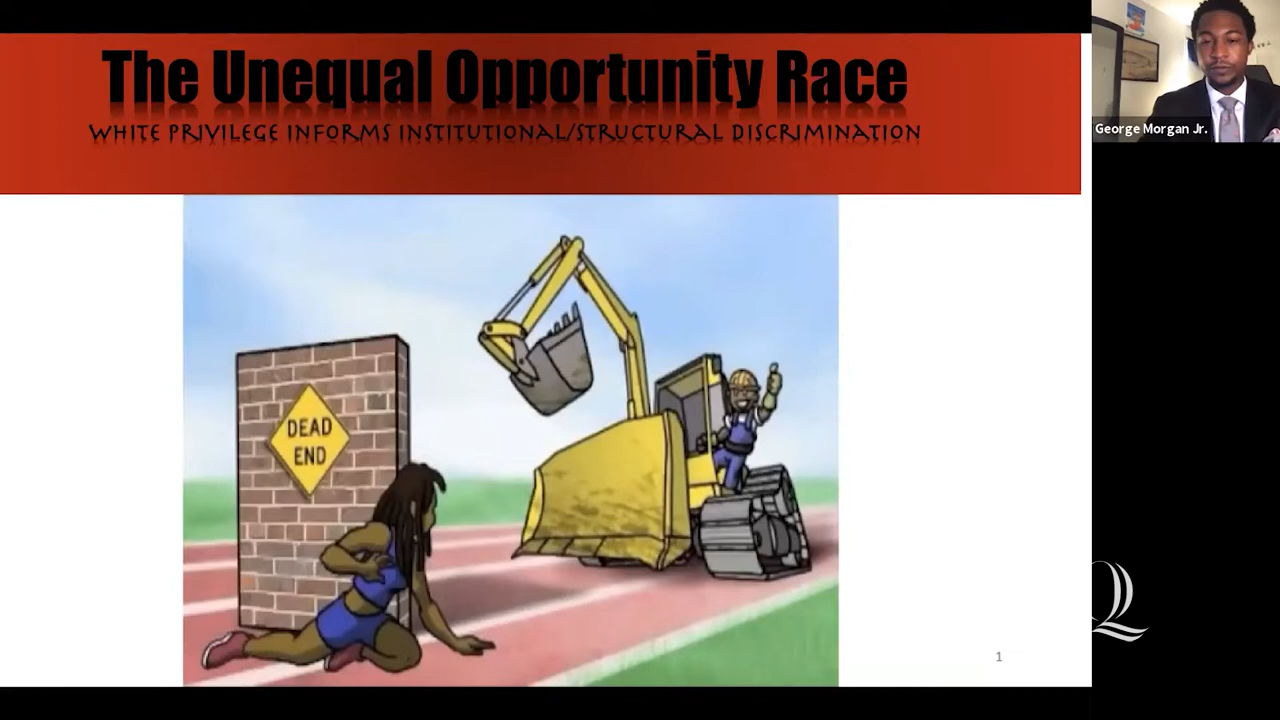 The Unequal Opportunity Race
WHITE PRIVILEGE INFORMS INSTITUTIONAL/STRUCTURAL DISCRIMINATION
George Morgan Jr.
DEAD
END
1